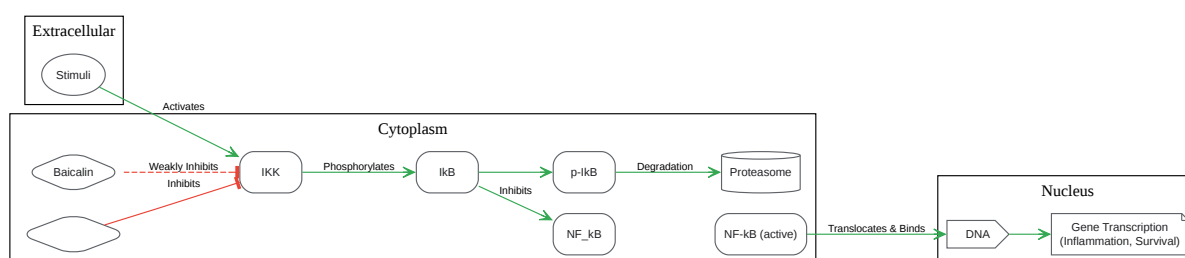 Extracellular
Stimuli
Activates
Cytoplasm
Baicalin
Weakly Inhibits
Inhibits
IKK
Phosphorylates
IkB
p-IkB
Degradation
Proteasome
Inhibits
NF_kB
NF-kB (active)
Translocates & Binds
Nucleus
DNA
Gene Transcription
(Inflammation, Survival)